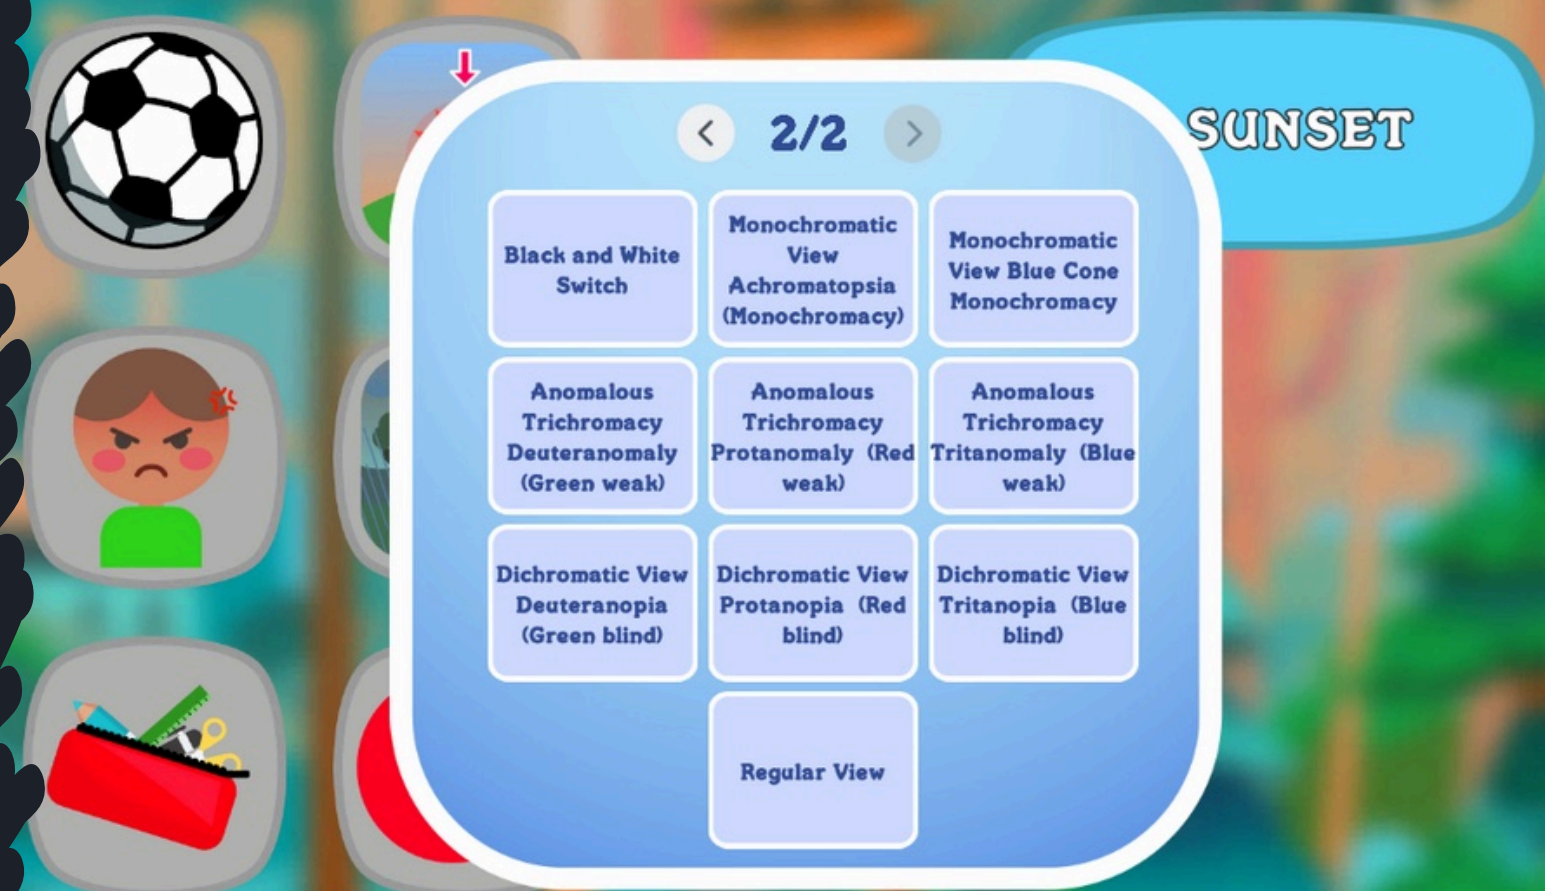 2/2
SUNSET
Black and White
Switch
Monochromatic
View
Achromatopsia
(Monochromacy)
Monochromatic
View Blue Cone
Monochromacy
Anomalous
Trichromacy
Deuteranomaly
(Green weak)
Anomalous
Trichromacy
Protanomaly (Red
weak)
Anomalous
Trichromacy
Tritanomaly (Blue
weak)
Dichromatic View
Deuteranopia
(Green blind)
Dichromatic View
Protanopia (Red
blind)
Dichromatic View
Tritanopia (Blue
blind)
Regular View